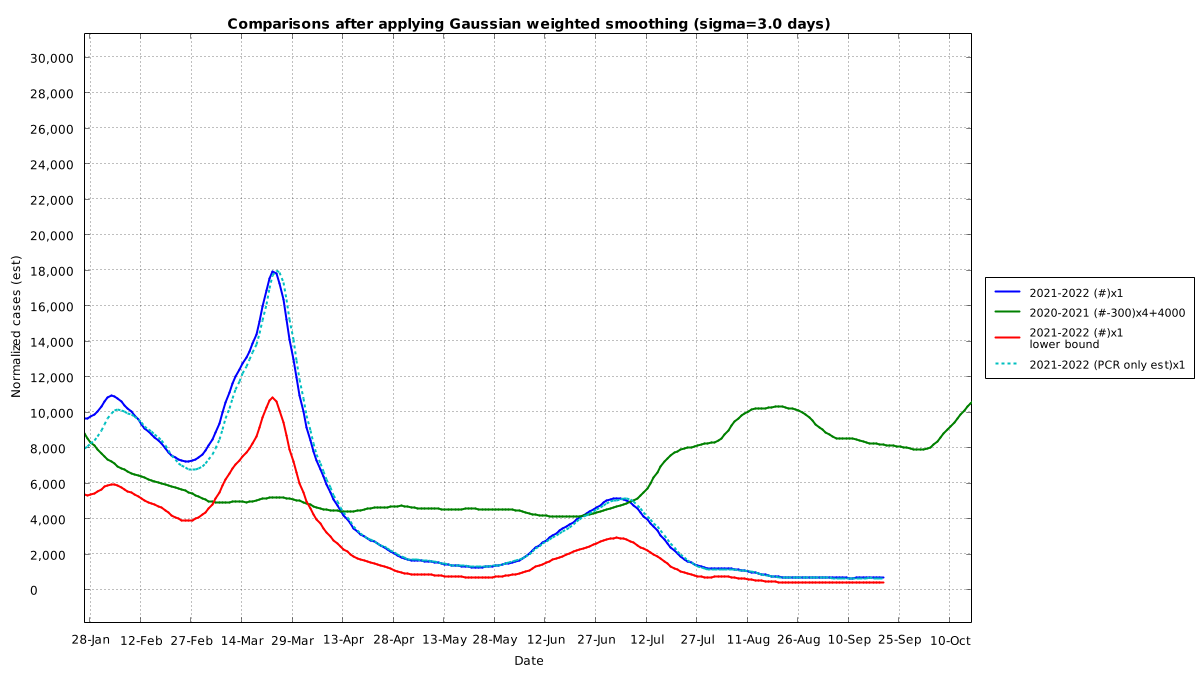 Comparisons after applying Gaussian weighted smoothing (sigma=3.0 days)
Normalized cases (est)
30,000
28,000
26,000
24,000
22,000
20,000
18,000
16,000
14,000
12,000
10,000
8,000
6,000
4,000
2,000
0
28-Jan 12-Feb 27-Feb 14-Mar 29-Mar 13-Apr 28-Apr 13-May 28-May 12-Jun 27-Jun 12-Jul 27-Jul 11-Aug 26-Aug 10-Sep 25-Sep 10-Oct
Date
2021-2022 (#)x1
2020-2021 (#-300)x4+4000
2021-2022 (#)x1
lower bound
2021-2022 (PCR only est)x1